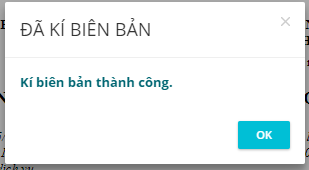 ĐÃ KÍ BIÊN BẢN
×
Kí biên bản thành công.
OK